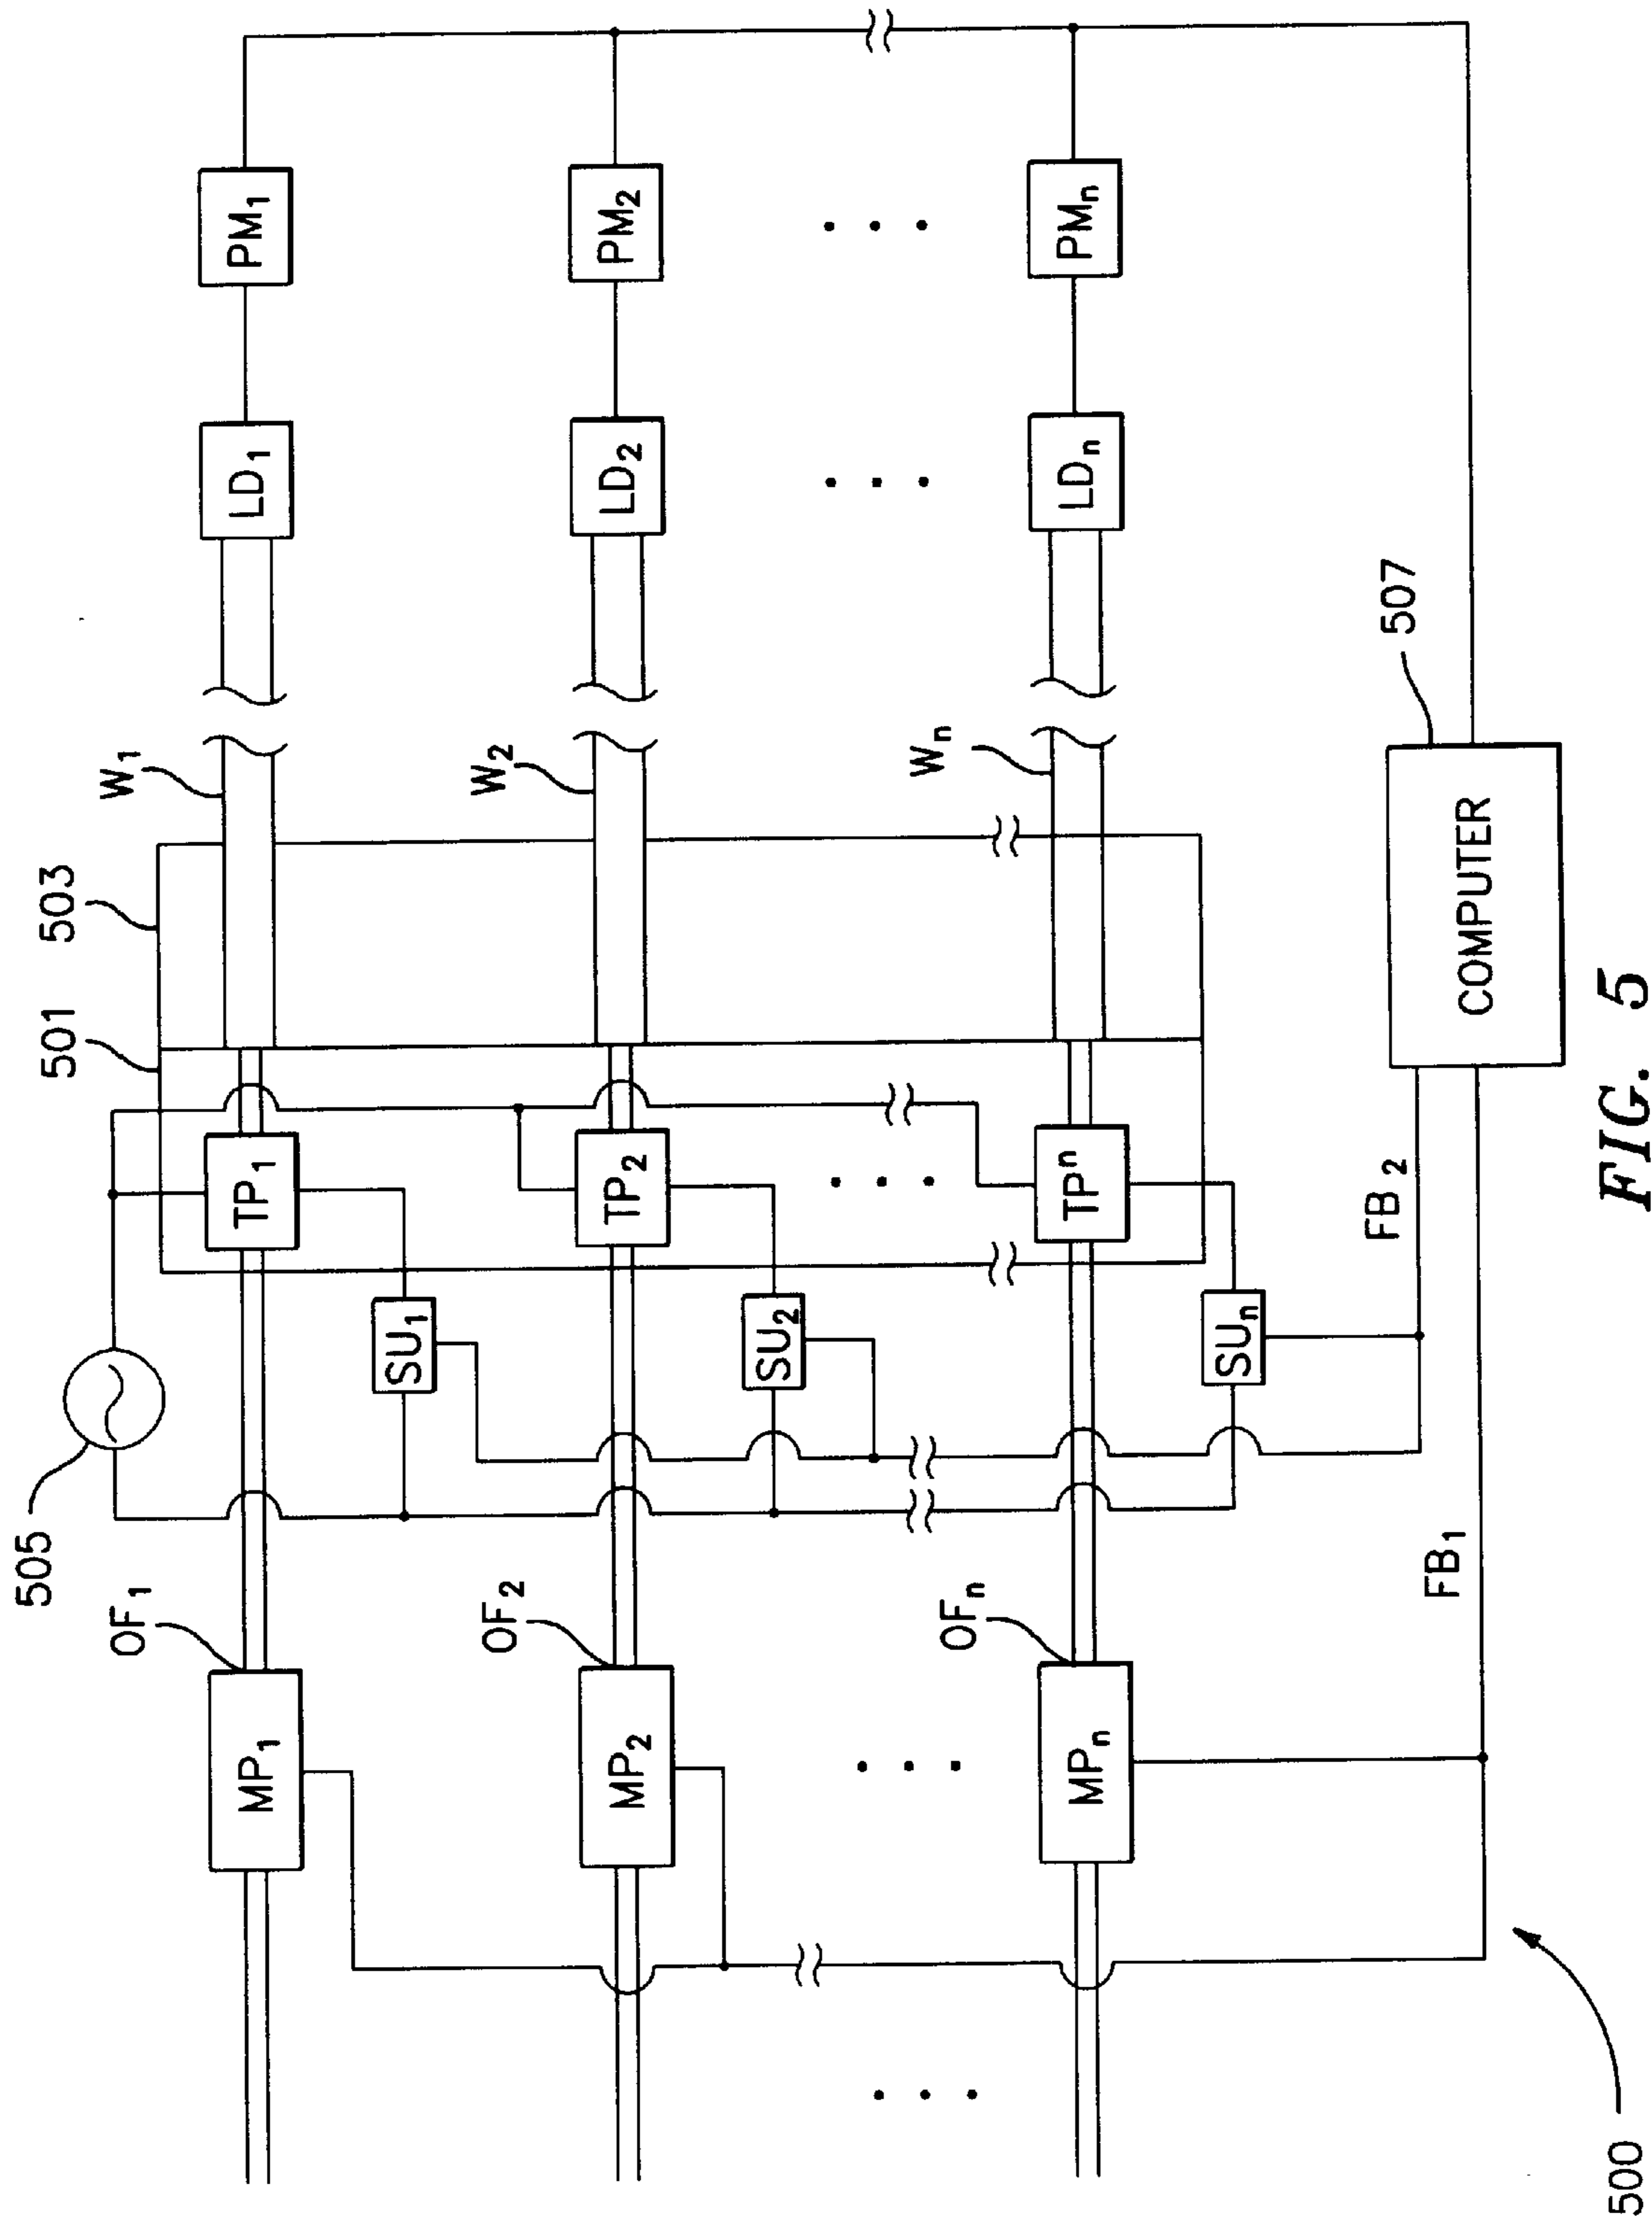 505
501
503
OF₁
W₁
MP₁
TP₁
LD₁
PM₁
SU₁
OF₂
W₂
MP₂
TP₂
LD₂
PM₂
SU₂
OFₙ
Wₙ
MPₙ
TPⁿ
LDₙ
PMₙ
SUₙ
FB₂
507
FB₁
COMPUTER
500
FIG. 5